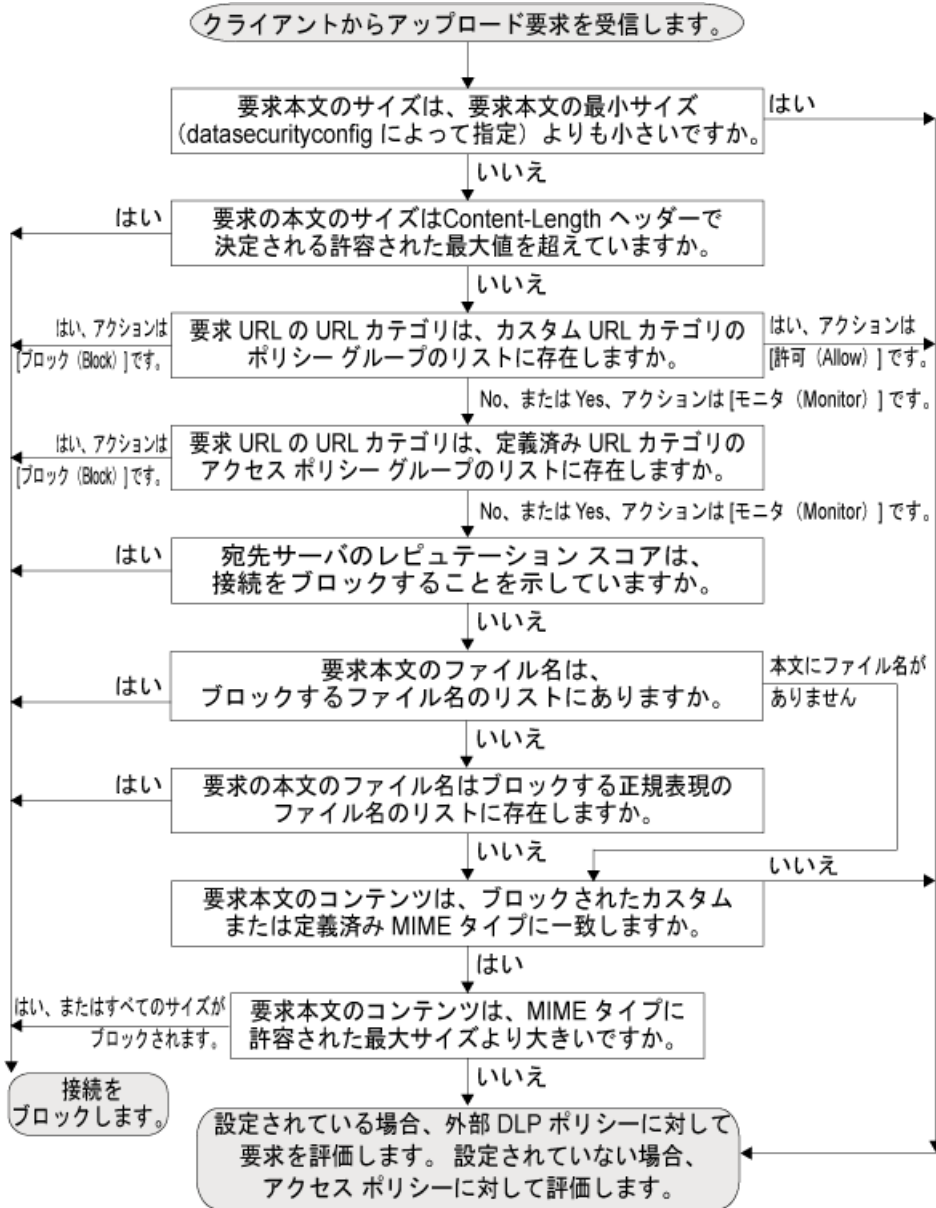 クライアントからアップロード要求を受信します。
要求本文のサイズは、要求本文の最小サイズ
（datasecurityconfig によって指定）よりも小さいですか。
はい
いいえ
はい
要求の本文のサイズはContent-Length ヘッダーで
決定される許容された最大値を超えていますか。
いいえ
はい、アクションは
[ブロック（Block）] です。
要求 URL の URL カテゴリは、カスタム URL カテゴリの
ポリシー グループのリストに存在しますか。
はい、アクションは
[許可（Allow）] です。
No、または Yes、アクションは [モニタ（Monitor）] です。
はい、アクションは
[ブロック（Block）] です。
要求 URL の URL カテゴリは、定義済み URL カテゴリの
アクセス ポリシー グループのリストに存在しますか。
No、または Yes、アクションは [モニタ（Monitor）] です。
はい
宛先サーバのレピュテーション スコアは、
接続をブロックすることを示していますか。
いいえ
はい
要求本文のファイル名は、
ブロックするファイル名のリストにありますか。
本文にファイル名が
ありません
いいえ
はい
要求の本文のファイル名はブロックする正規表現の
ファイル名のリストに存在しますか。
いいえ
要求本文のコンテンツは、ブロックされたカスタム
または定義済み MIME タイプに一致しますか。
いいえ
はい
はい、またはすべてのサイズが
ブロックされます。
要求本文のコンテンツは、MIME タイプに
許容された最大サイズより大きいですか。
いいえ
接続を
ブロックします。
設定されている場合、外部 DLP ポリシーに対して
要求を評価します。 設定されていない場合、
アクセス ポリシーに対して評価します。